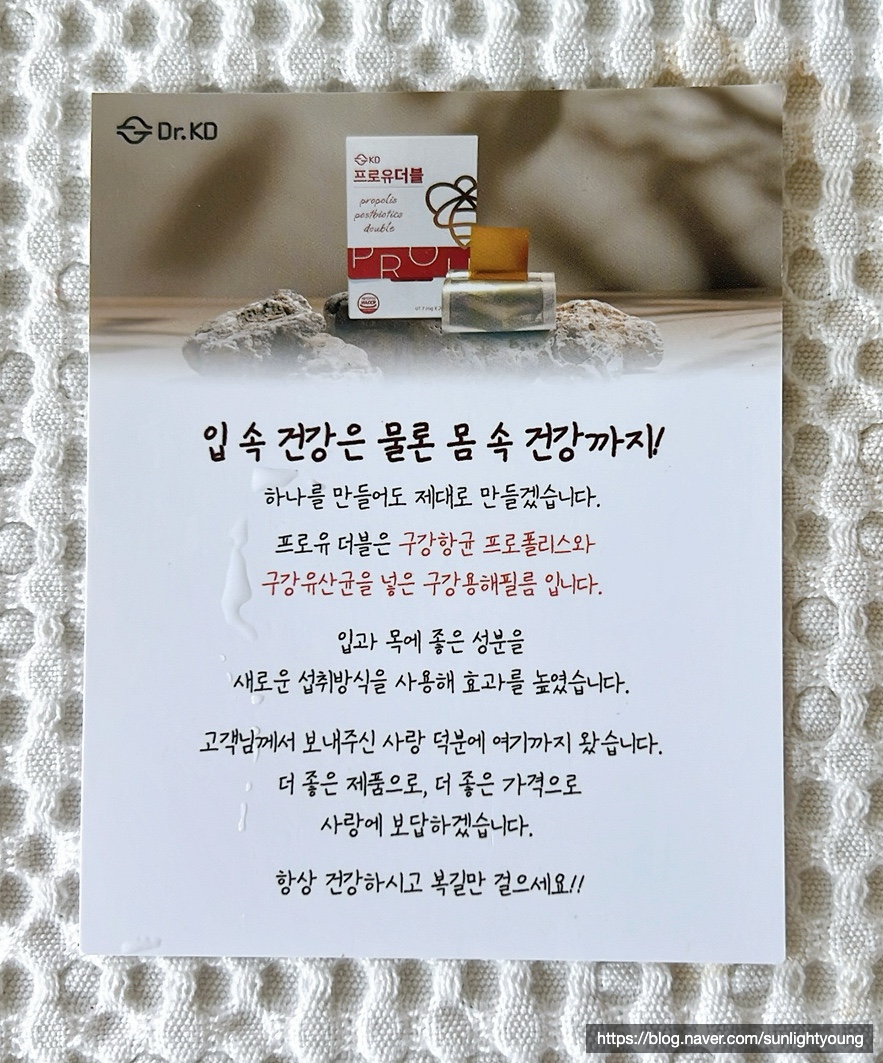 Dr.KD
KD
프로유더블
propolis
postbiotics
double
PROU
HACCP
입 속 건강은 물론 몸 속 건강까지!
하나를 만들어도 제대로 만들겠습니다.
프로유 더블은 구강항균 프로폴리스와
구강유산균을 넣은 구강용해필름 입니다.
입과 목에 좋은 성분을
새로운 섭취방식을 사용해 효과를 높였습니다.
고객님께서 보내주신 사랑 덕분에 여기까지 왔습니다.
더 좋은 제품으로, 더 좋은 가격으로
사랑에 보답하겠습니다.
항상 건강하시고 복길만 걸으세요!!
https://blog.naver.com/sunlightyoung